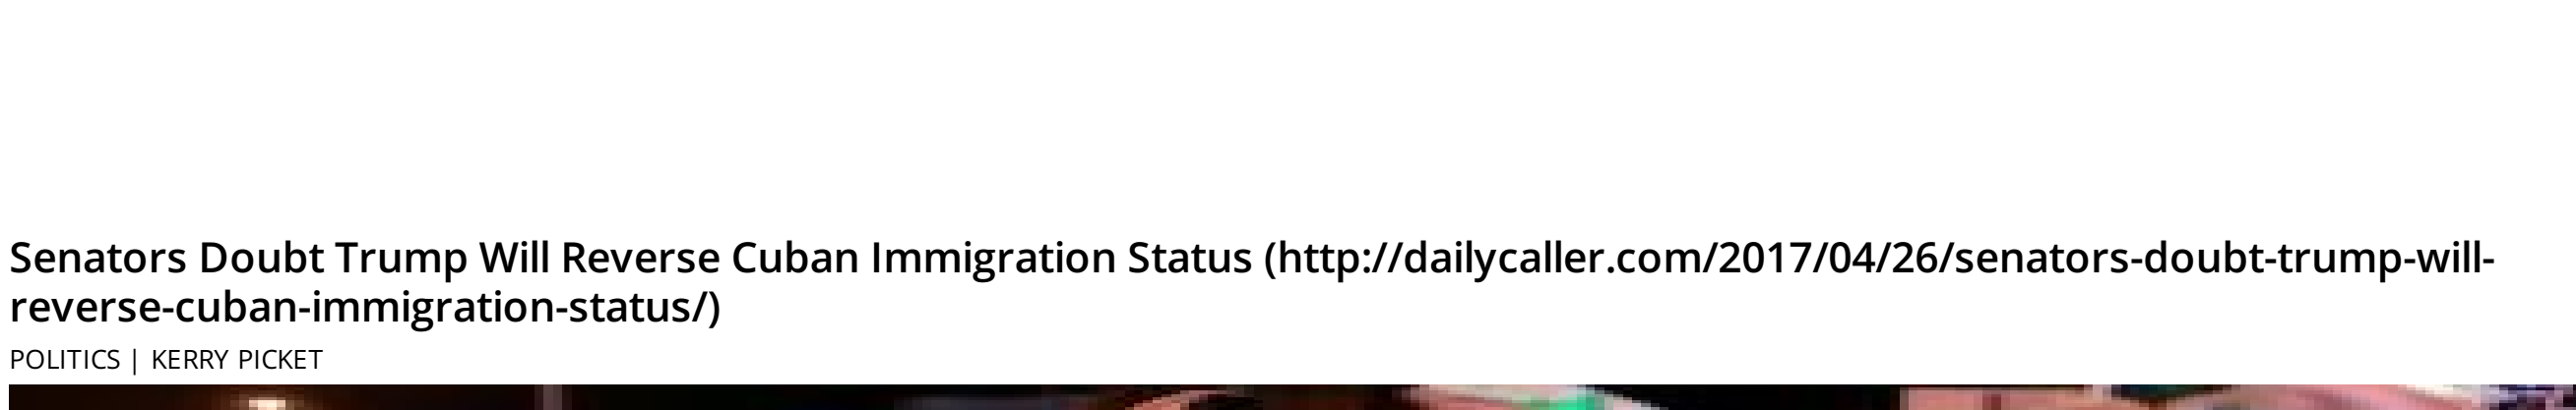 Senators Doubt Trump Will Reverse Cuban Immigration Status (http://dailycaller.com/2017/04/26/senators-doubt-trump-will-
reverse-cuban-immigration-status/)
POLITICS | KERRY PICKET